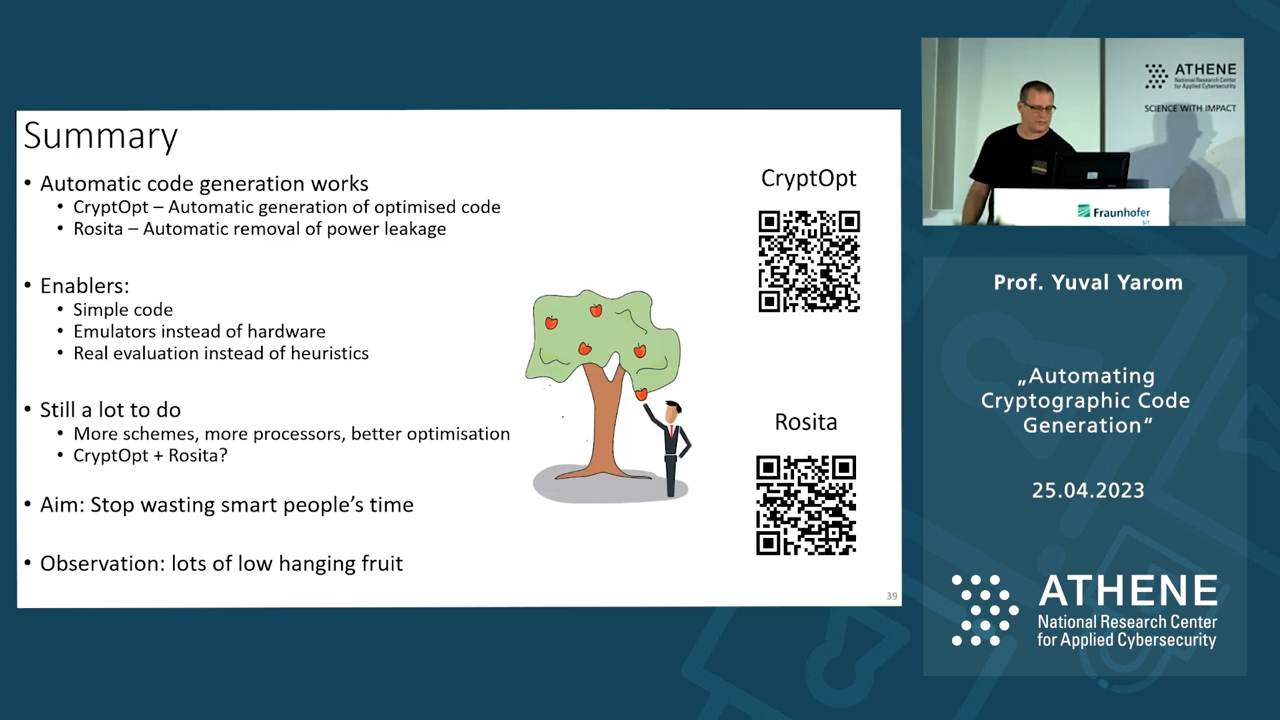 Summary
• Automatic code generation works
• CryptOpt – Automatic generation of optimised code
• Rosita – Automatic removal of power leakage
• Enablers:
• Simple code
• Emulators instead of hardware
• Real evaluation instead of heuristics
• Still a lot to do
• More schemes, more processors, better optimisation
• CryptOpt + Rosita?
• Aim: Stop wasting smart people’s time
• Observation: lots of low hanging fruit
CryptOpt
Rosita
39
ATHENE
National Research Center
for Applied Cybersecurity
SCIENCE WITH IMPACT
Fraunhofer
SIT
Prof. Yuval Yarom
„Automating
Cryptographic Code
Generation“
25.04.2023
ATHENE
National Research Center
for Applied Cybersecurity